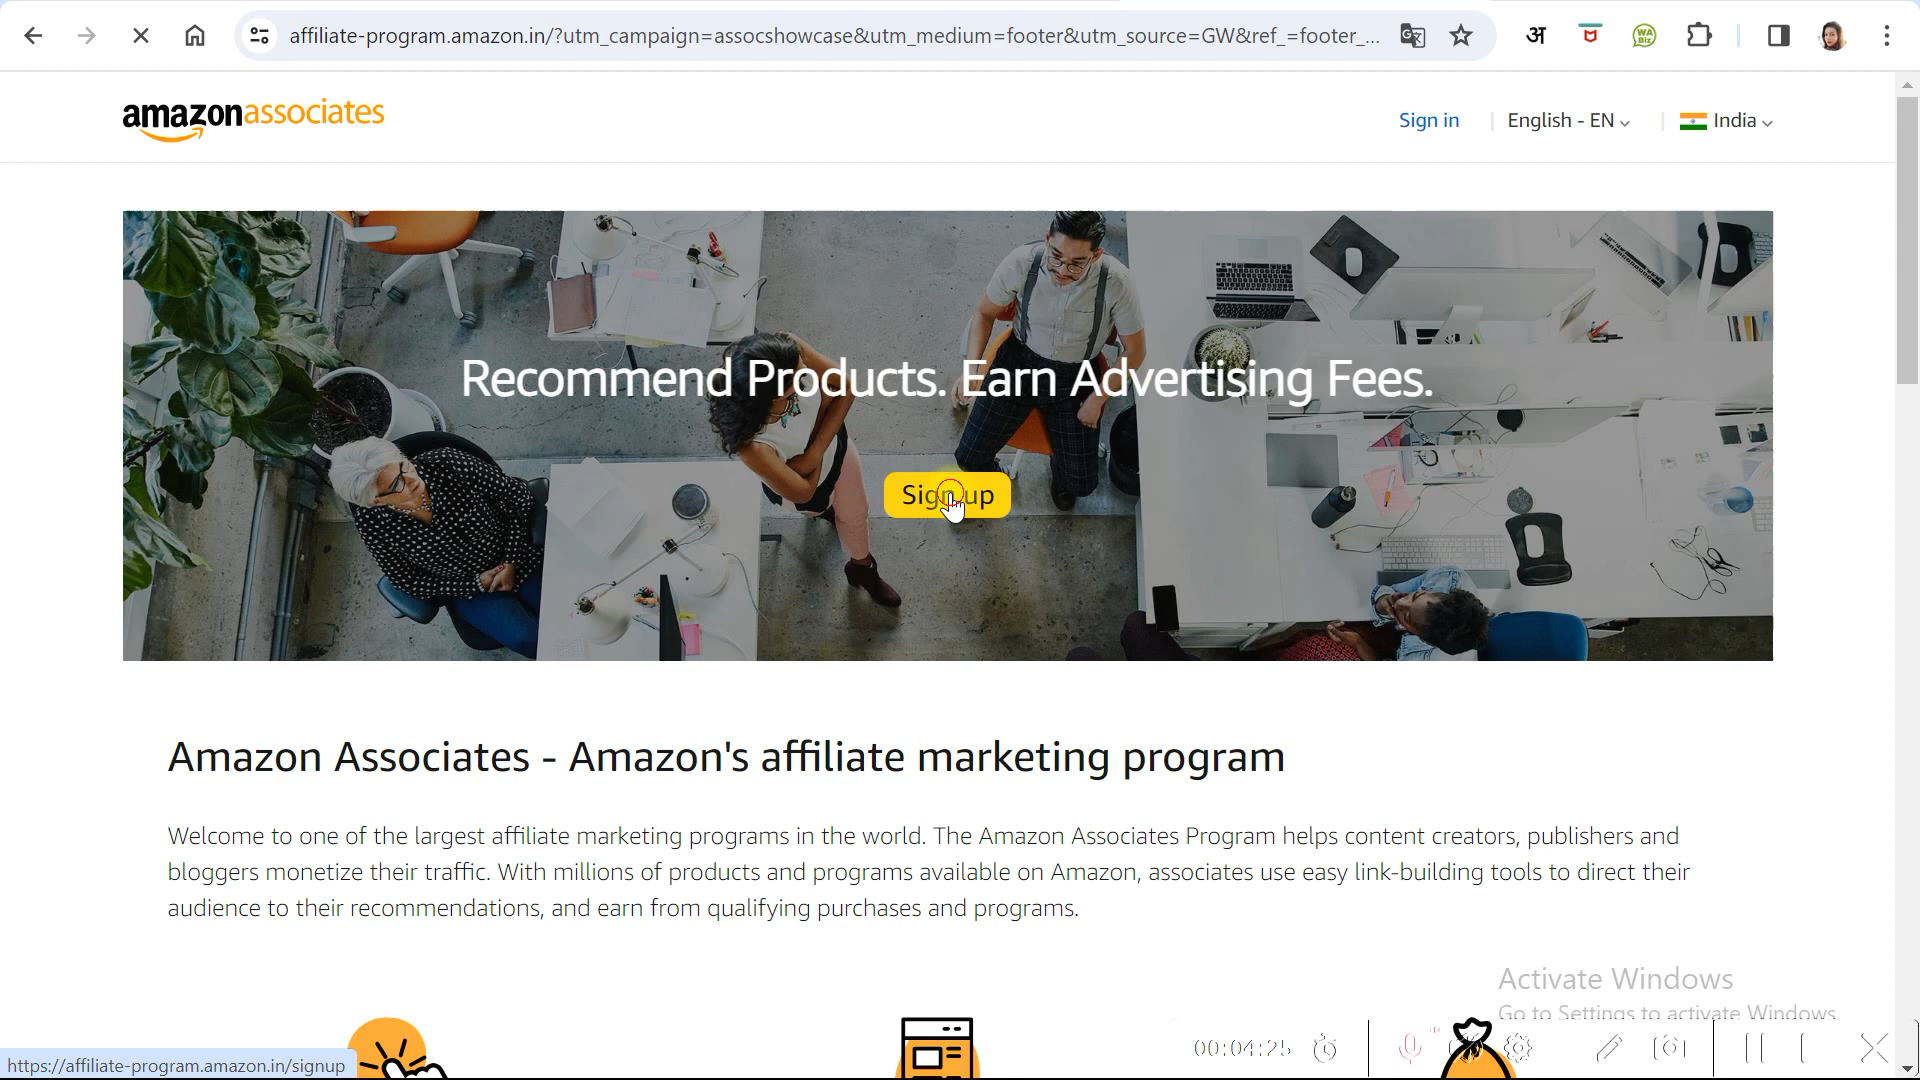 affiliate-program.amazon.in/?utm_campaign=assocshowcase&utm_medium=footer&utm_source=GW&ref_=footer_...
अ
WA
Biz
amazonassociates
Sign in
English - EN
India
Recommend Products. Earn Advertising Fees.
Sign up
Amazon Associates - Amazon's affiliate marketing program
Welcome to one of the largest affiliate marketing programs in the world. The Amazon Associates Program helps content creators, publishers and
bloggers monetize their traffic. With millions of products and programs available on Amazon, associates use easy link-building tools to direct their
audience to their recommendations, and earn from qualifying purchases and programs.
Activate Windows
Go to Settings to activate Windows
00:04:25
https://affiliate-program.amazon.in/signup